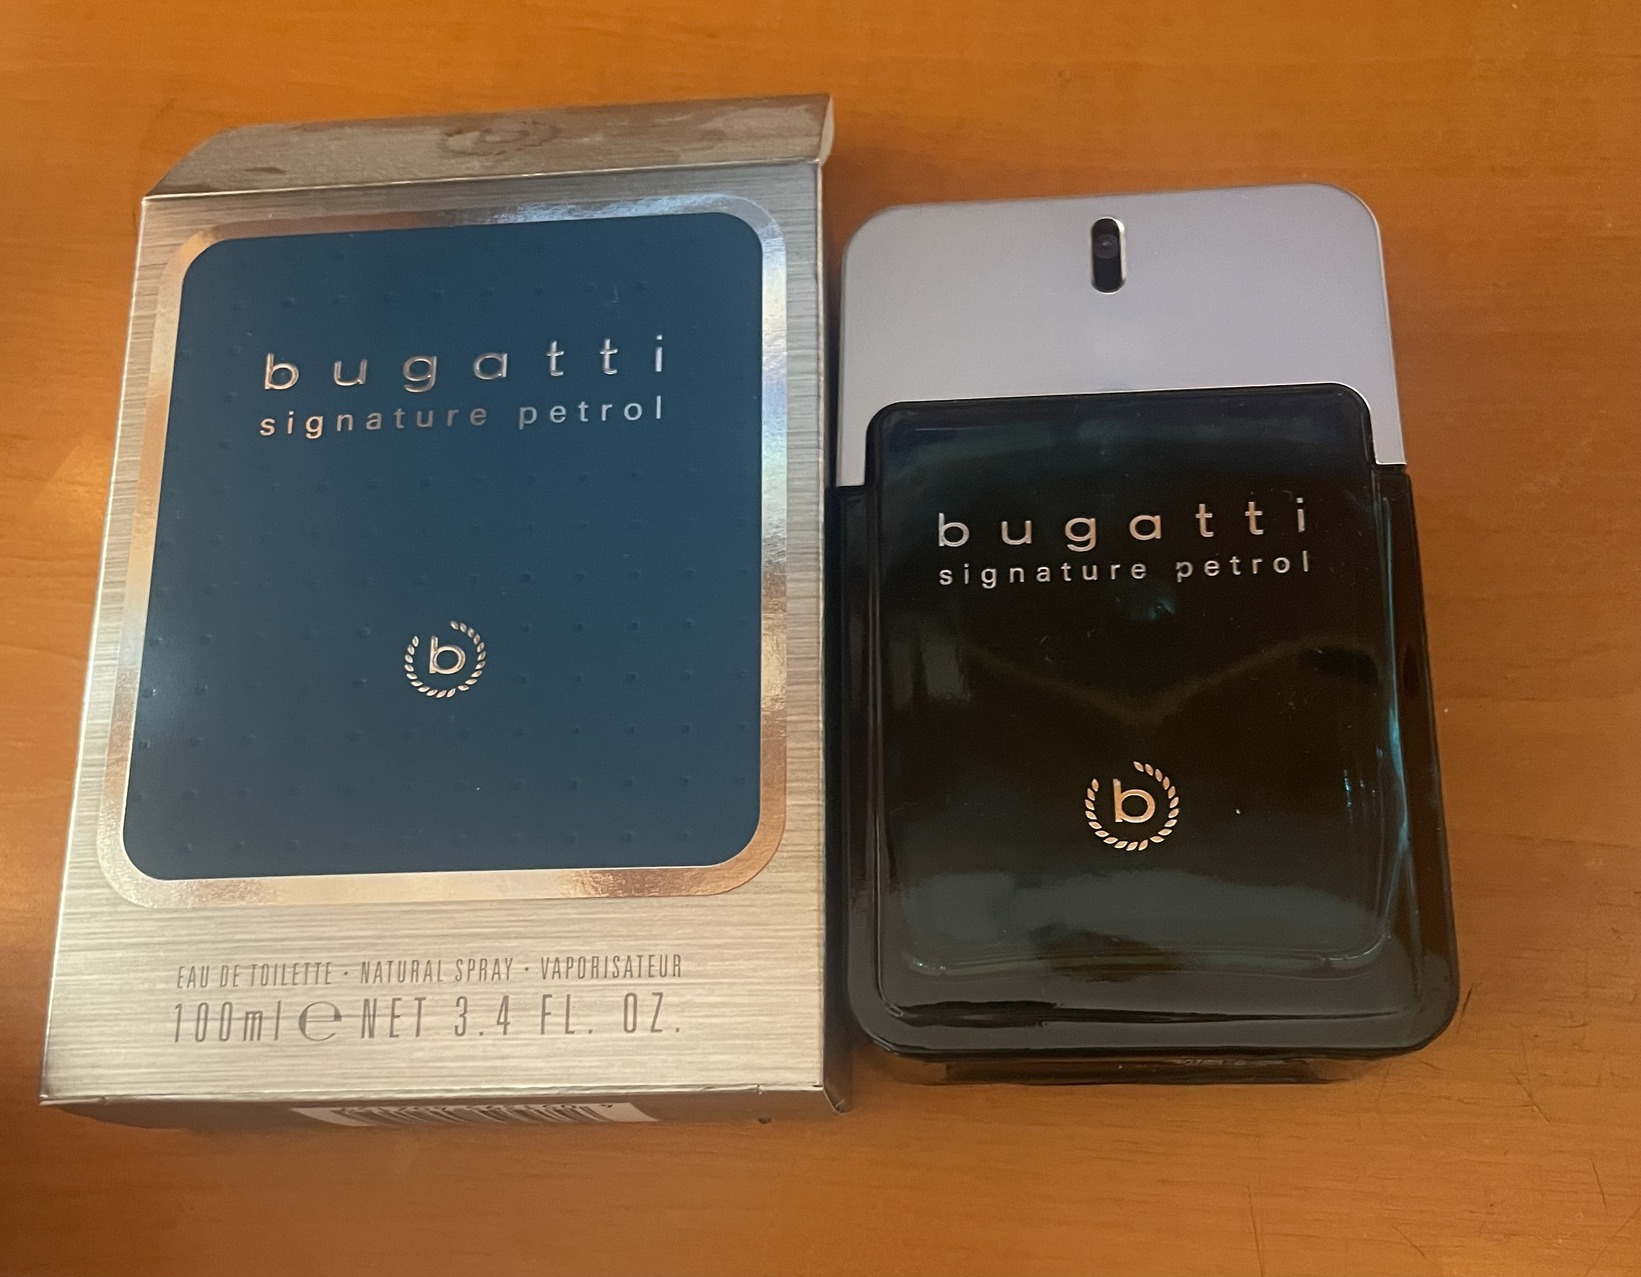 bugatti
signature petrol
b
EAU DE TOILETTE · NATURAL SPRAY · VAPORISATEUR
100ml ℮ NET 3.4 FL. OZ.
bugatti
signature petrol
b